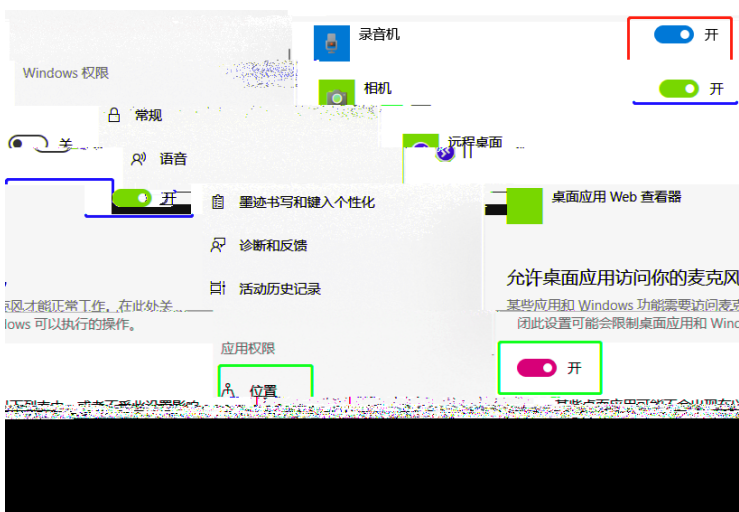 录音机
开
Windows 权限
相机
开
常规
关
远程桌面
语音
开
墨迹书写和键入个性化
桌面应用 Web 查看器
诊断和反馈
允许桌面应用访问你的麦克风
活动历史记录
克风才能正常工作。在此处关
某些应用和 Windows 功能需要访问麦克
dows 可以执行的操作。
闭此设置可能会限制桌面应用和 Wind
应用权限
开
位置